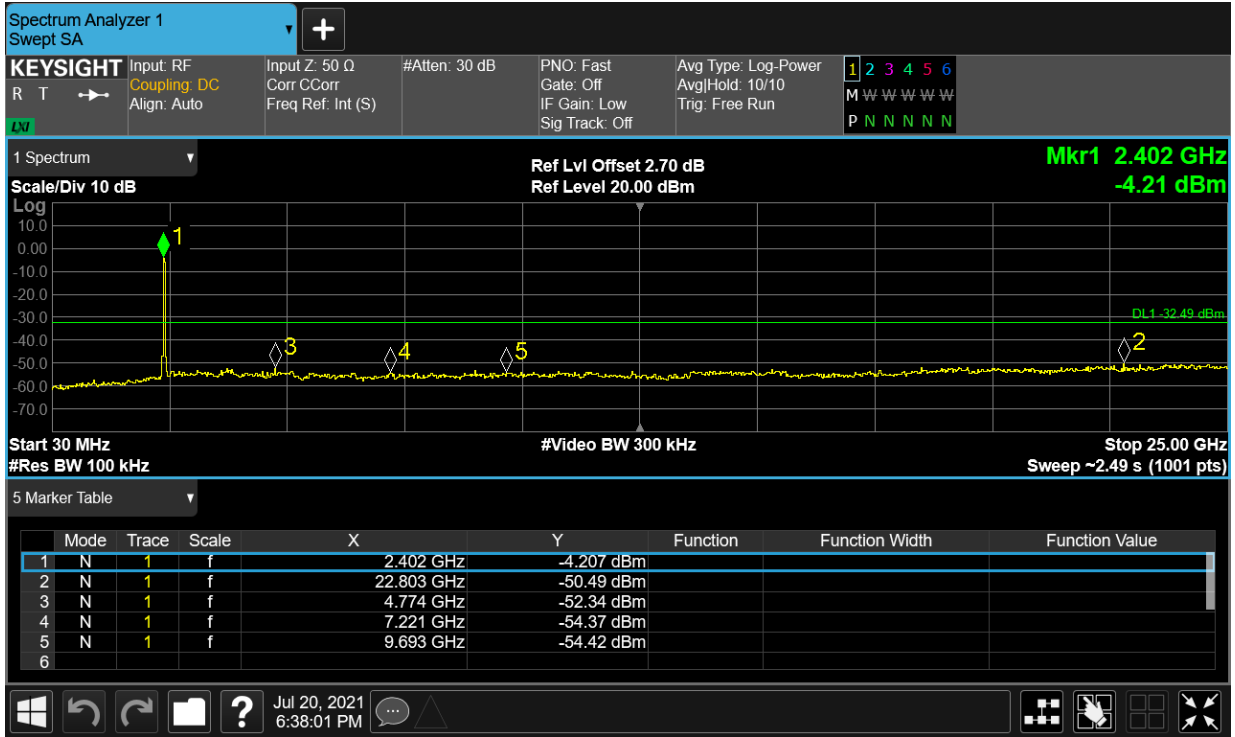 Spectrum Analyzer 1
Swept SA
+
KEYSIGHT
R T
LXI
Input: RF
Coupling: DC
Align: Auto
Input Z: 50 Ω
Corr CCorr
Freq Ref: Int (S)
#Atten: 30 dB
PNO: Fast
Gate: Off
IF Gain: Low
Sig Track: Off
Avg Type: Log-Power
Avg|Hold: 10/10
Trig: Free Run
1 2 3 4 5 6
M W W W W W
P N N N N N
1 Spectrum
Scale/Div 10 dB
Ref Lvl Offset 2.70 dB
Ref Level 20.00 dBm
Mkr1 2.402 GHz
-4.21 dBm
Log
10.0
0.00
-10.0
-20.0
-30.0
-40.0
-50.0
-60.0
-70.0
1
DL1 -32.49 dBm
3
4
5
2
Start 30 MHz
#Res BW 100 kHz
#Video BW 300 kHz
Stop 25.00 GHz
Sweep ~2.49 s (1001 pts)
5 Marker Table
Mode Trace Scale X Y Function Function Width Function Value
1 N 1 f 2.402 GHz -4.207 dBm
2 N 1 f 22.803 GHz -50.49 dBm
3 N 1 f 4.774 GHz -52.34 dBm
4 N 1 f 7.221 GHz -54.37 dBm
5 N 1 f 9.693 GHz -54.42 dBm
6
?
Jul 20, 2021
6:38:01 PM